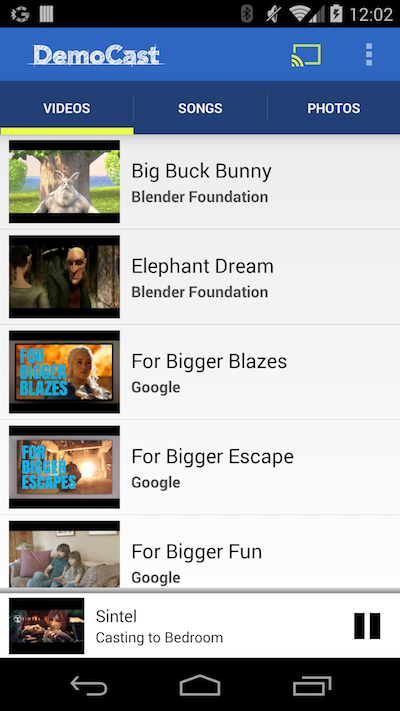 12:02
DemoCast
VIDEOS
SONGS
PHOTOS
Big Buck Bunny
Blender Foundation
Elephant Dream
Blender Foundation
FOR
BIGGER
BLAZES
For Bigger Blazes
Google
FOR
BIGGER
ESCAPES
For Bigger Escape
Google
For Bigger Fun
Google
SINTEL
Sintel
Casting to Bedroom